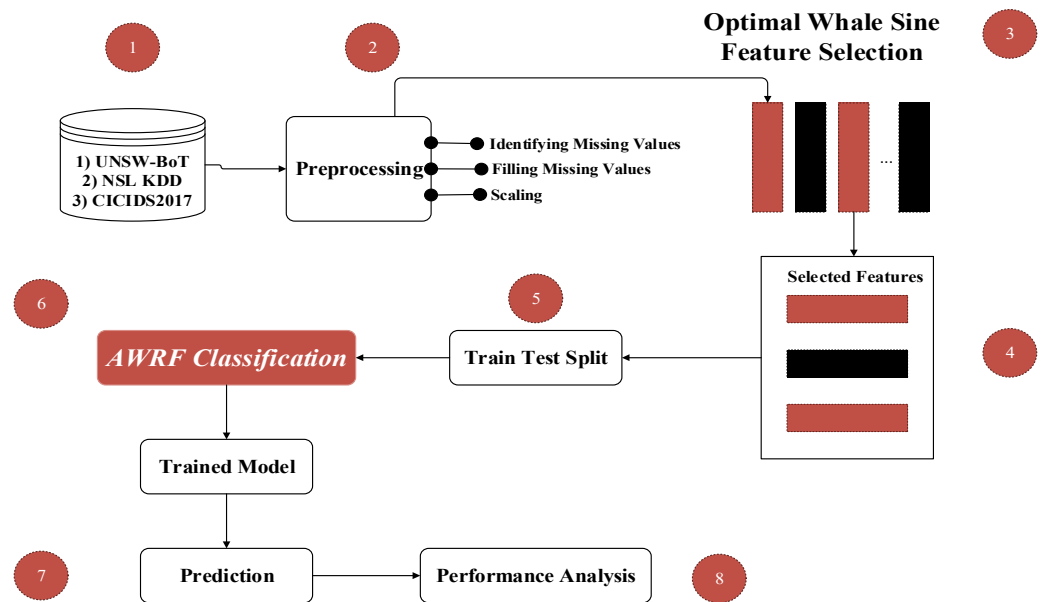 1
2
Optimal Whale Sine
Feature Selection
3
1) UNSW-BoT
2) NSL KDD
3) CICIDS2017
Preprocessing
Identifying Missing Values
Filling Missing Values
Scaling
...
Selected Features
4
5
Train Test Split
6
AWRF Classification
Trained Model
7
Prediction
Performance Analysis
8